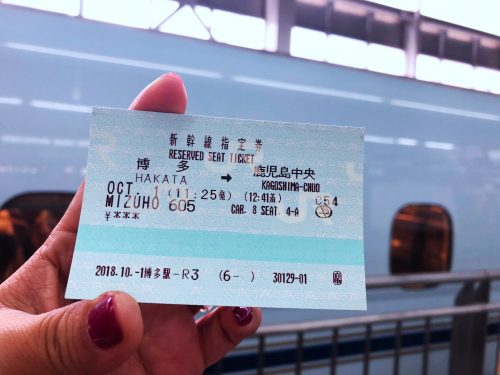 新幹線指定券
RESERVED SEAT TICKET
博多 → 鹿児島中央
HAKATA KAGOSHIMA-CHUO
OCT. 1 (11:25発) (12:41着) C54
MIZUHO 605 CAR. 8 SEAT. 4-A
¥***
2018.10.-1博多駅-R3 (6- ) 30129-01